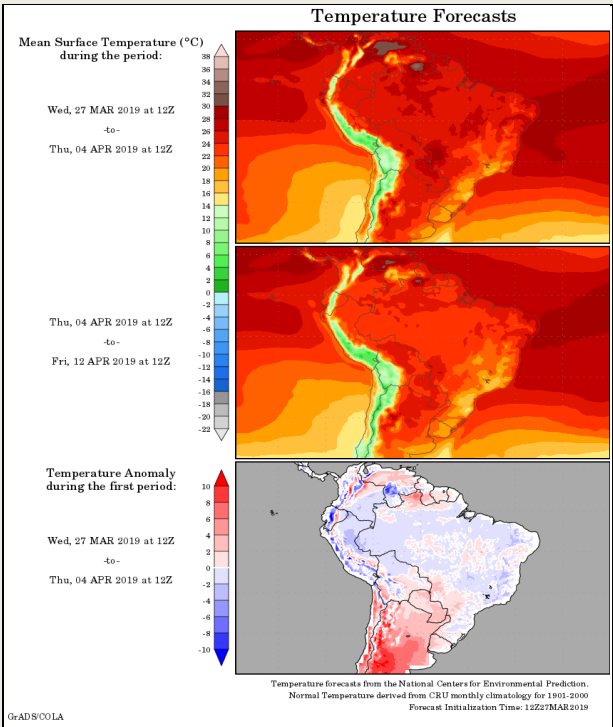 Temperature Forecasts
Mean Surface Temperature (°C)
during the period:
38
36
34
32
30
28
26
24
22
20
18
16
14
12
10
8
6
4
2
0
-2
-4
-6
-8
-10
-12
-14
-16
-18
-20
-22
Wed, 27 MAR 2019 at 12Z
-to-
Thu, 04 APR 2019 at 12Z
Thu, 04 APR 2019 at 12Z
-to-
Fri, 12 APR 2019 at 12Z
Temperature Anomaly
during the first period:
10
8
6
4
2
0
-2
-4
-6
-8
-10
Wed, 27 MAR 2019 at 12Z
-to-
Thu, 04 APR 2019 at 12Z
Temperature forecasts from the National Centers for Environmental Prediction.
Normal Temperature derived from CRU monthly climatology for 1901-2000
Forecast Initialization Time: 12Z27MAR2019
GrADS/COLA